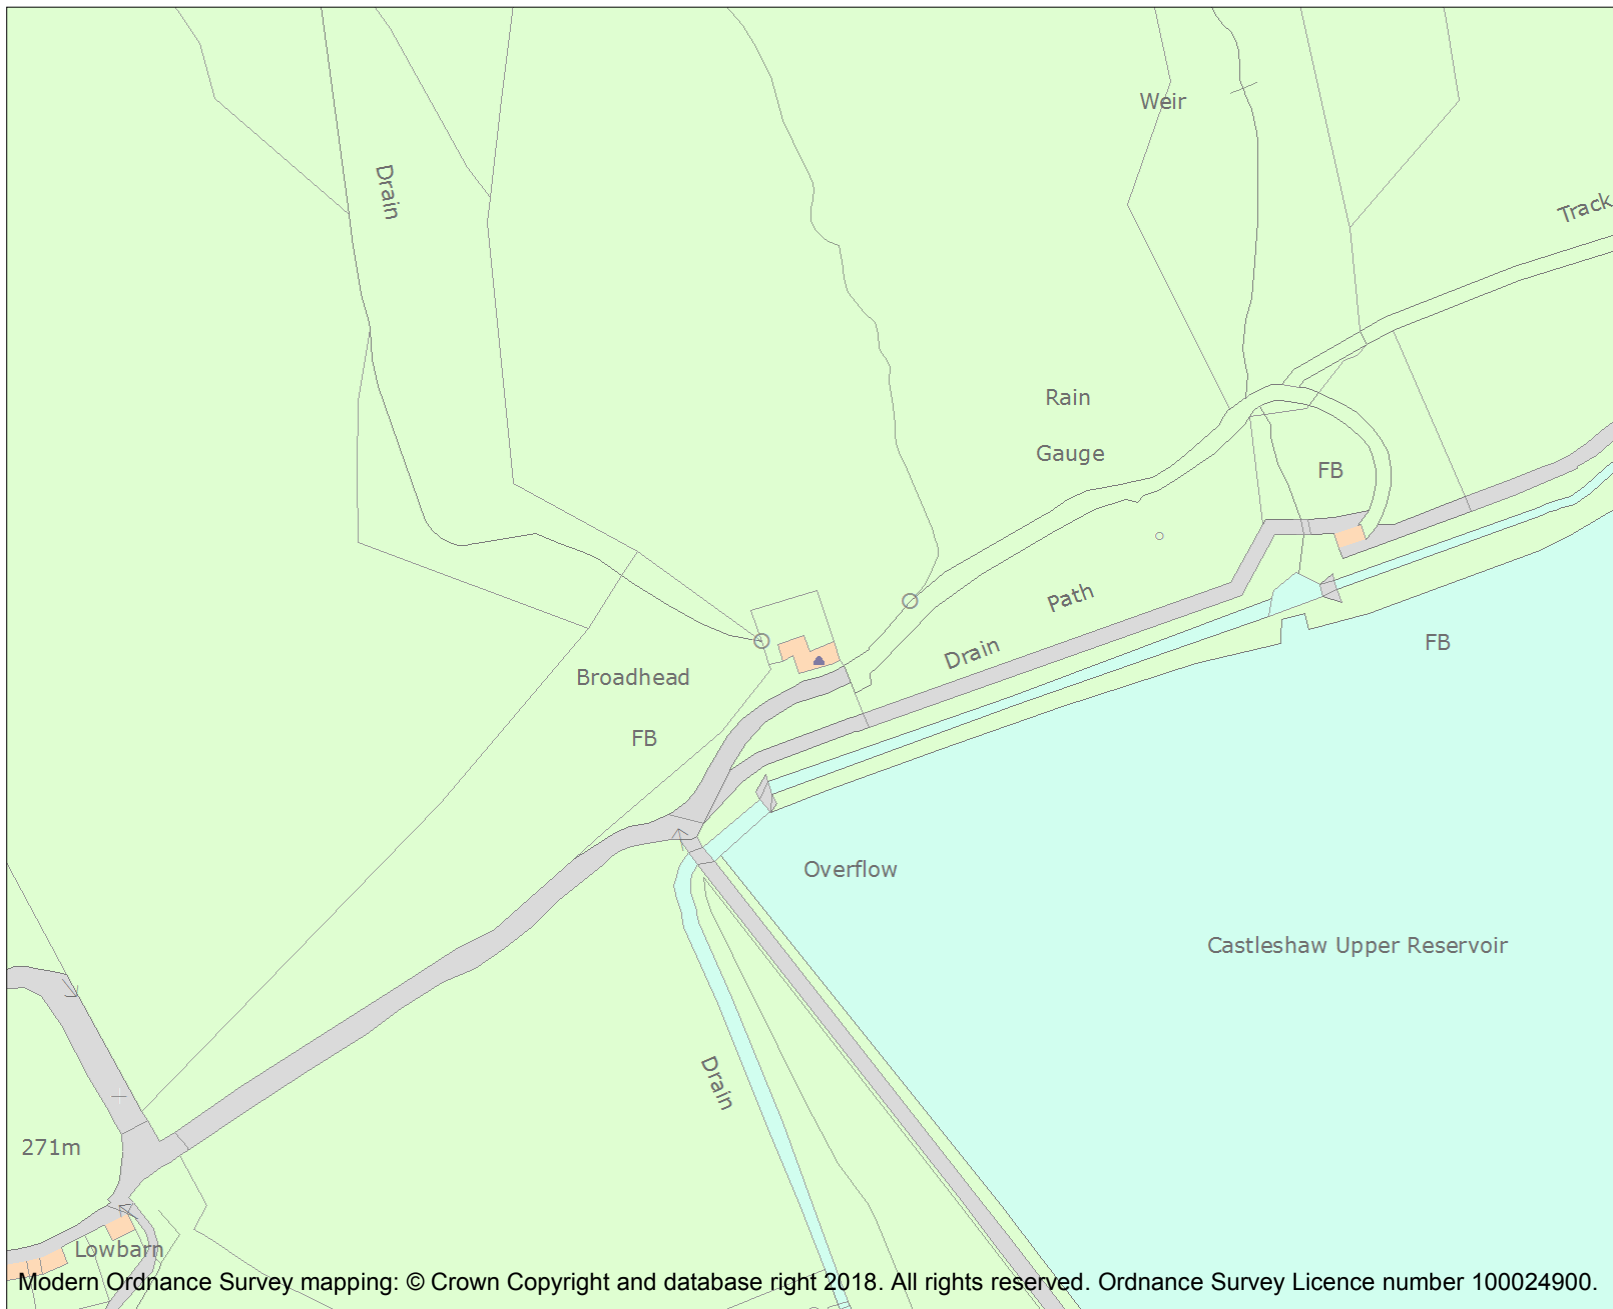 Weir
Drain
Track
Rain
Gauge
FB
Path
Drain
FB
Broadhead
FB
Overflow
Castleshaw Upper Reservoir
Drain
271m
Lowbarn
Modern Ordnance Survey mapping: © Crown Copyright and database right 2018. All rights reserved. Ordnance Survey Licence number 100024900.